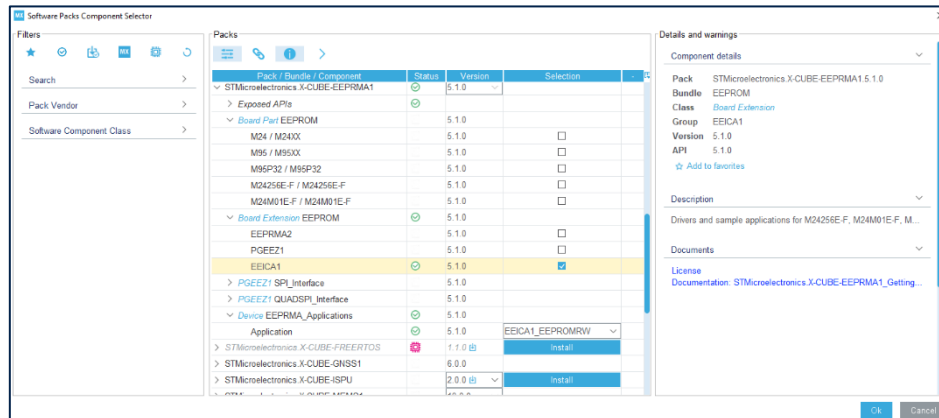 MX Software Packs Component Selector
Filters
MX
Search >
Pack Vendor >
Software Component Class >
Packs
Pack / Bundle / Component Status Version Selection
STMicroelectronics.X-CUBE-EEPRMA1 5.1.0
Exposed APIs
Board Part EEPROM 5.1.0
M24 / M24XX 5.1.0
M95 / M95XX 5.1.0
M95P32 / M95P32 5.1.0
M24256E-F / M24256E-F 5.1.0
M24M01E-F / M24M01E-F 5.1.0
Board Extension EEPROM 5.1.0
EEPRMA2 5.1.0
PGEEZ1 5.1.0
EEICA1 5.1.0
PGEEZ1 SPI_Interface 5.1.0
PGEEZ1 QUADSPI_Interface 5.1.0
Device EEPRMA_Applications 5.1.0
Application 5.1.0 EEICA1_EEPROMRW
STMicroelectronics.X-CUBE-FREERTOS 1.1.0 Install
STMicroelectronics.X-CUBE-GNSS1 6.0.0
STMicroelectronics.X-CUBE-ISPU 2.0.0 Install
Details and warnings
Component details
Pack STMicroelectronics.X-CUBE-EEPRMA1.5.1.0
Bundle EEPROM
Class Board Extension
Group EEICA1
Version 5.1.0
API 5.1.0
Add to favorites
Description
Drivers and sample applications for M24256E-F, M24M01E-F, M...
Documents
License
Documentation: STMicroelectronics.X-CUBE-EEPRMA1_Getting...
Ok Cancel